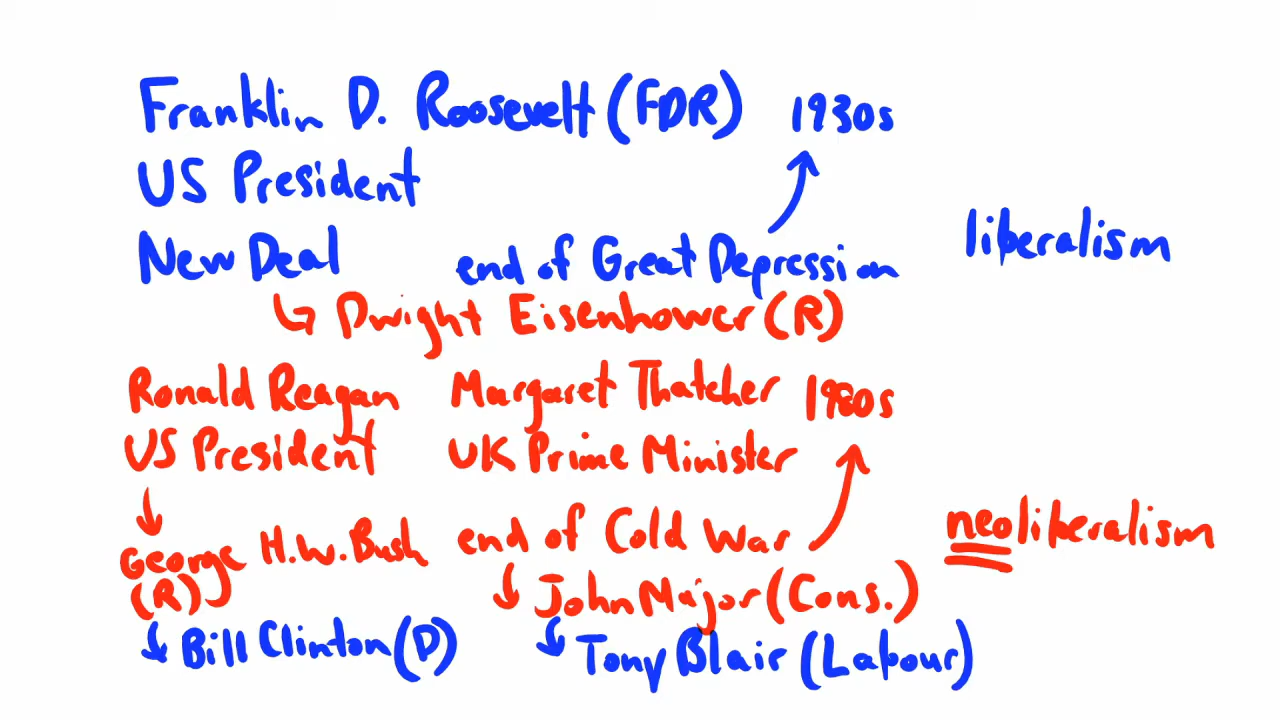 Franklin D. Roosevelt (FDR) 1930s
US President
New Deal end of Great Depression liberalism
↳ Dwight Eisenhower (R)
Ronald Reagan Margaret Thatcher 1980s
US President UK Prime Minister
↓
George H.W. Bush end of Cold War neoliberalism
(R) ↓ John Major (Cons.)
↓ Bill Clinton (D) ↓ Tony Blair (Labour)